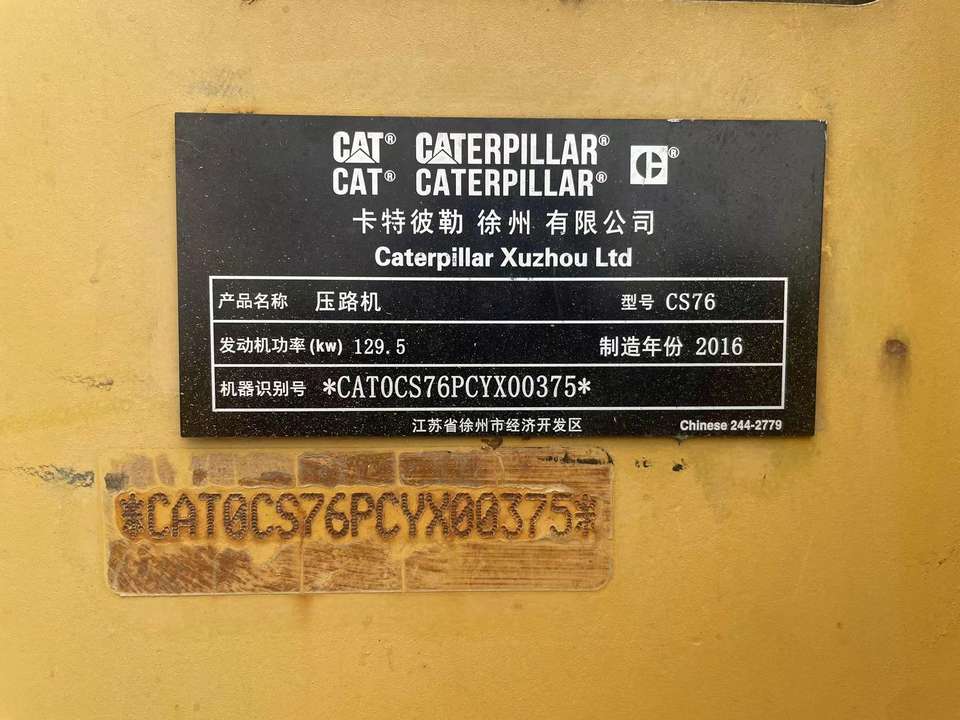 CAT® CATERPILLAR® ®
CAT® CATERPILLAR®
卡特彼勒 徐州 有限公司
Caterpillar Xuzhou Ltd
产品名称 压路机 型号 CS76
发动机功率(kw) 129.5 制造年份 2016
机器识别号 *CAT0CS76PCYX00375*
江苏省徐州市经济开发区 Chinese 244-2779
*CAT0CS76PCYX00375*